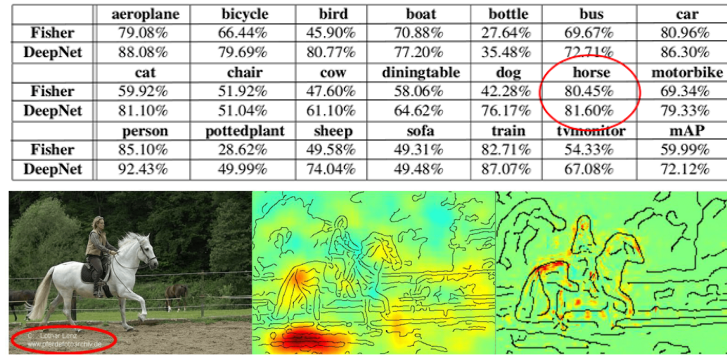 aeroplane bicycle bird boat bottle bus car
Fisher 79.08% 66.44% 45.90% 70.88% 27.64% 69.67% 80.96%
DeepNet 88.08% 79.69% 80.77% 77.20% 35.48% 72.71% 86.30%
cat chair cow diningtable dog horse motorbike
Fisher 59.92% 51.92% 47.60% 58.06% 42.28% 80.45% 69.34%
DeepNet 81.10% 51.04% 61.10% 64.62% 76.17% 81.60% 79.33%
person pottedplant sheep sofa train tvmonitor mAP
Fisher 85.10% 28.62% 49.58% 49.31% 82.71% 54.33% 59.99%
DeepNet 92.43% 49.99% 74.04% 49.48% 87.07% 67.08% 72.12%
© Lothar Lenz
www.pferdefotoarchiv.de